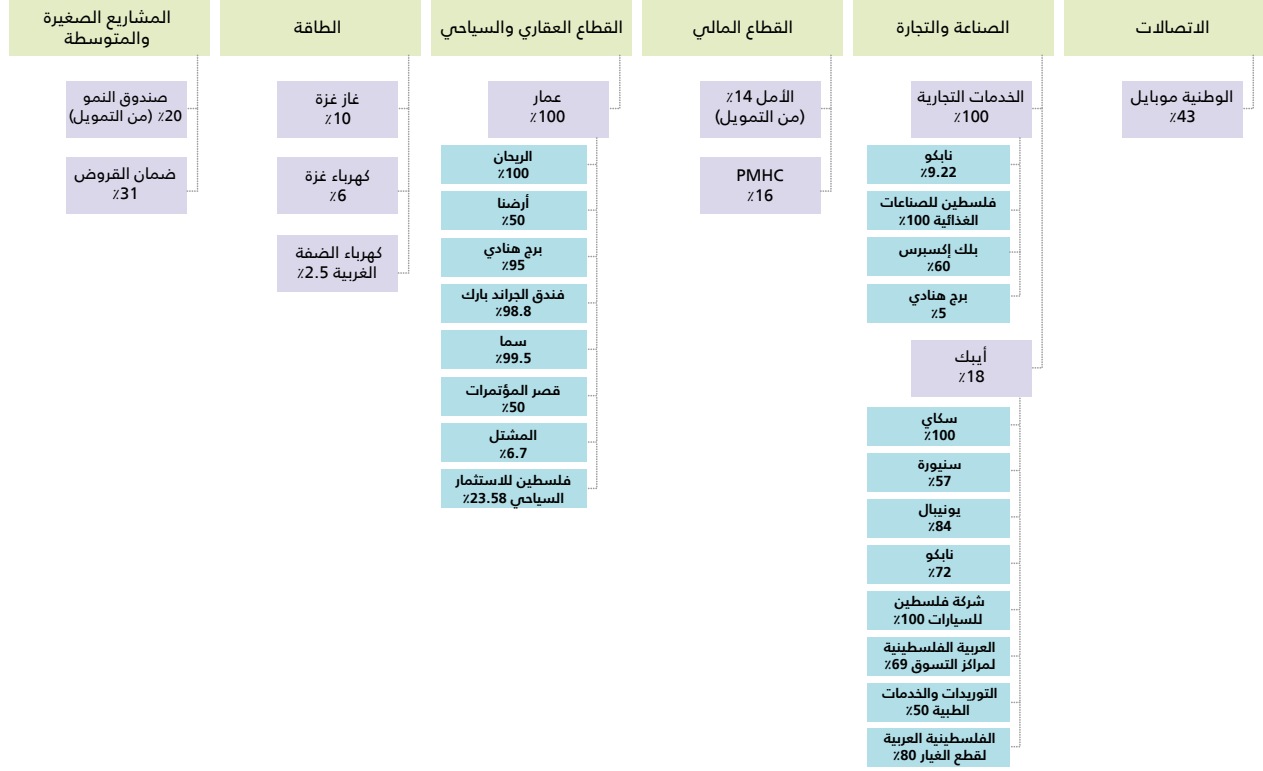 الاتصالات
الوطنية موبايل
٪43
الصناعة والتجارة
الخدمات التجارية
٪100
نابكو
٪9.22
فلسطين للصناعات
الغذائية 100٪
بلك إكسبرس
٪60
برج هنادي
٪5
أيبك
٪18
سكاي
٪100
سنيورة
٪57
يونيبال
٪84
نابكو
٪72
شركة فلسطين
للسيارات 100٪
العربية الفلسطينية
لمراكز التسوق 69٪
التوريدات والخدمات
الطبية 50٪
الفلسطينية العربية
لقطع الغيار 80٪
القطاع المالي
الأمل 14٪
(من التمويل)
PMHC
٪16
القطاع العقاري والسياحي
عمار
٪100
الريحان
٪100
أرضنا
٪50
برج هنادي
٪95
فندق الجراند بارك
٪98.8
سما
٪99.5
قصر المؤتمرات
٪50
المشتل
٪6.7
فلسطين للاستثمار
السياحي 23.58٪
الطاقة
غاز غزة
٪10
كهرباء غزة
٪6
كهرباء الضفة
الغربية 2.5٪
المشاريع الصغيرة
والمتوسطة
صندوق النمو
20٪ (من التمويل)
ضمان القروض
٪31